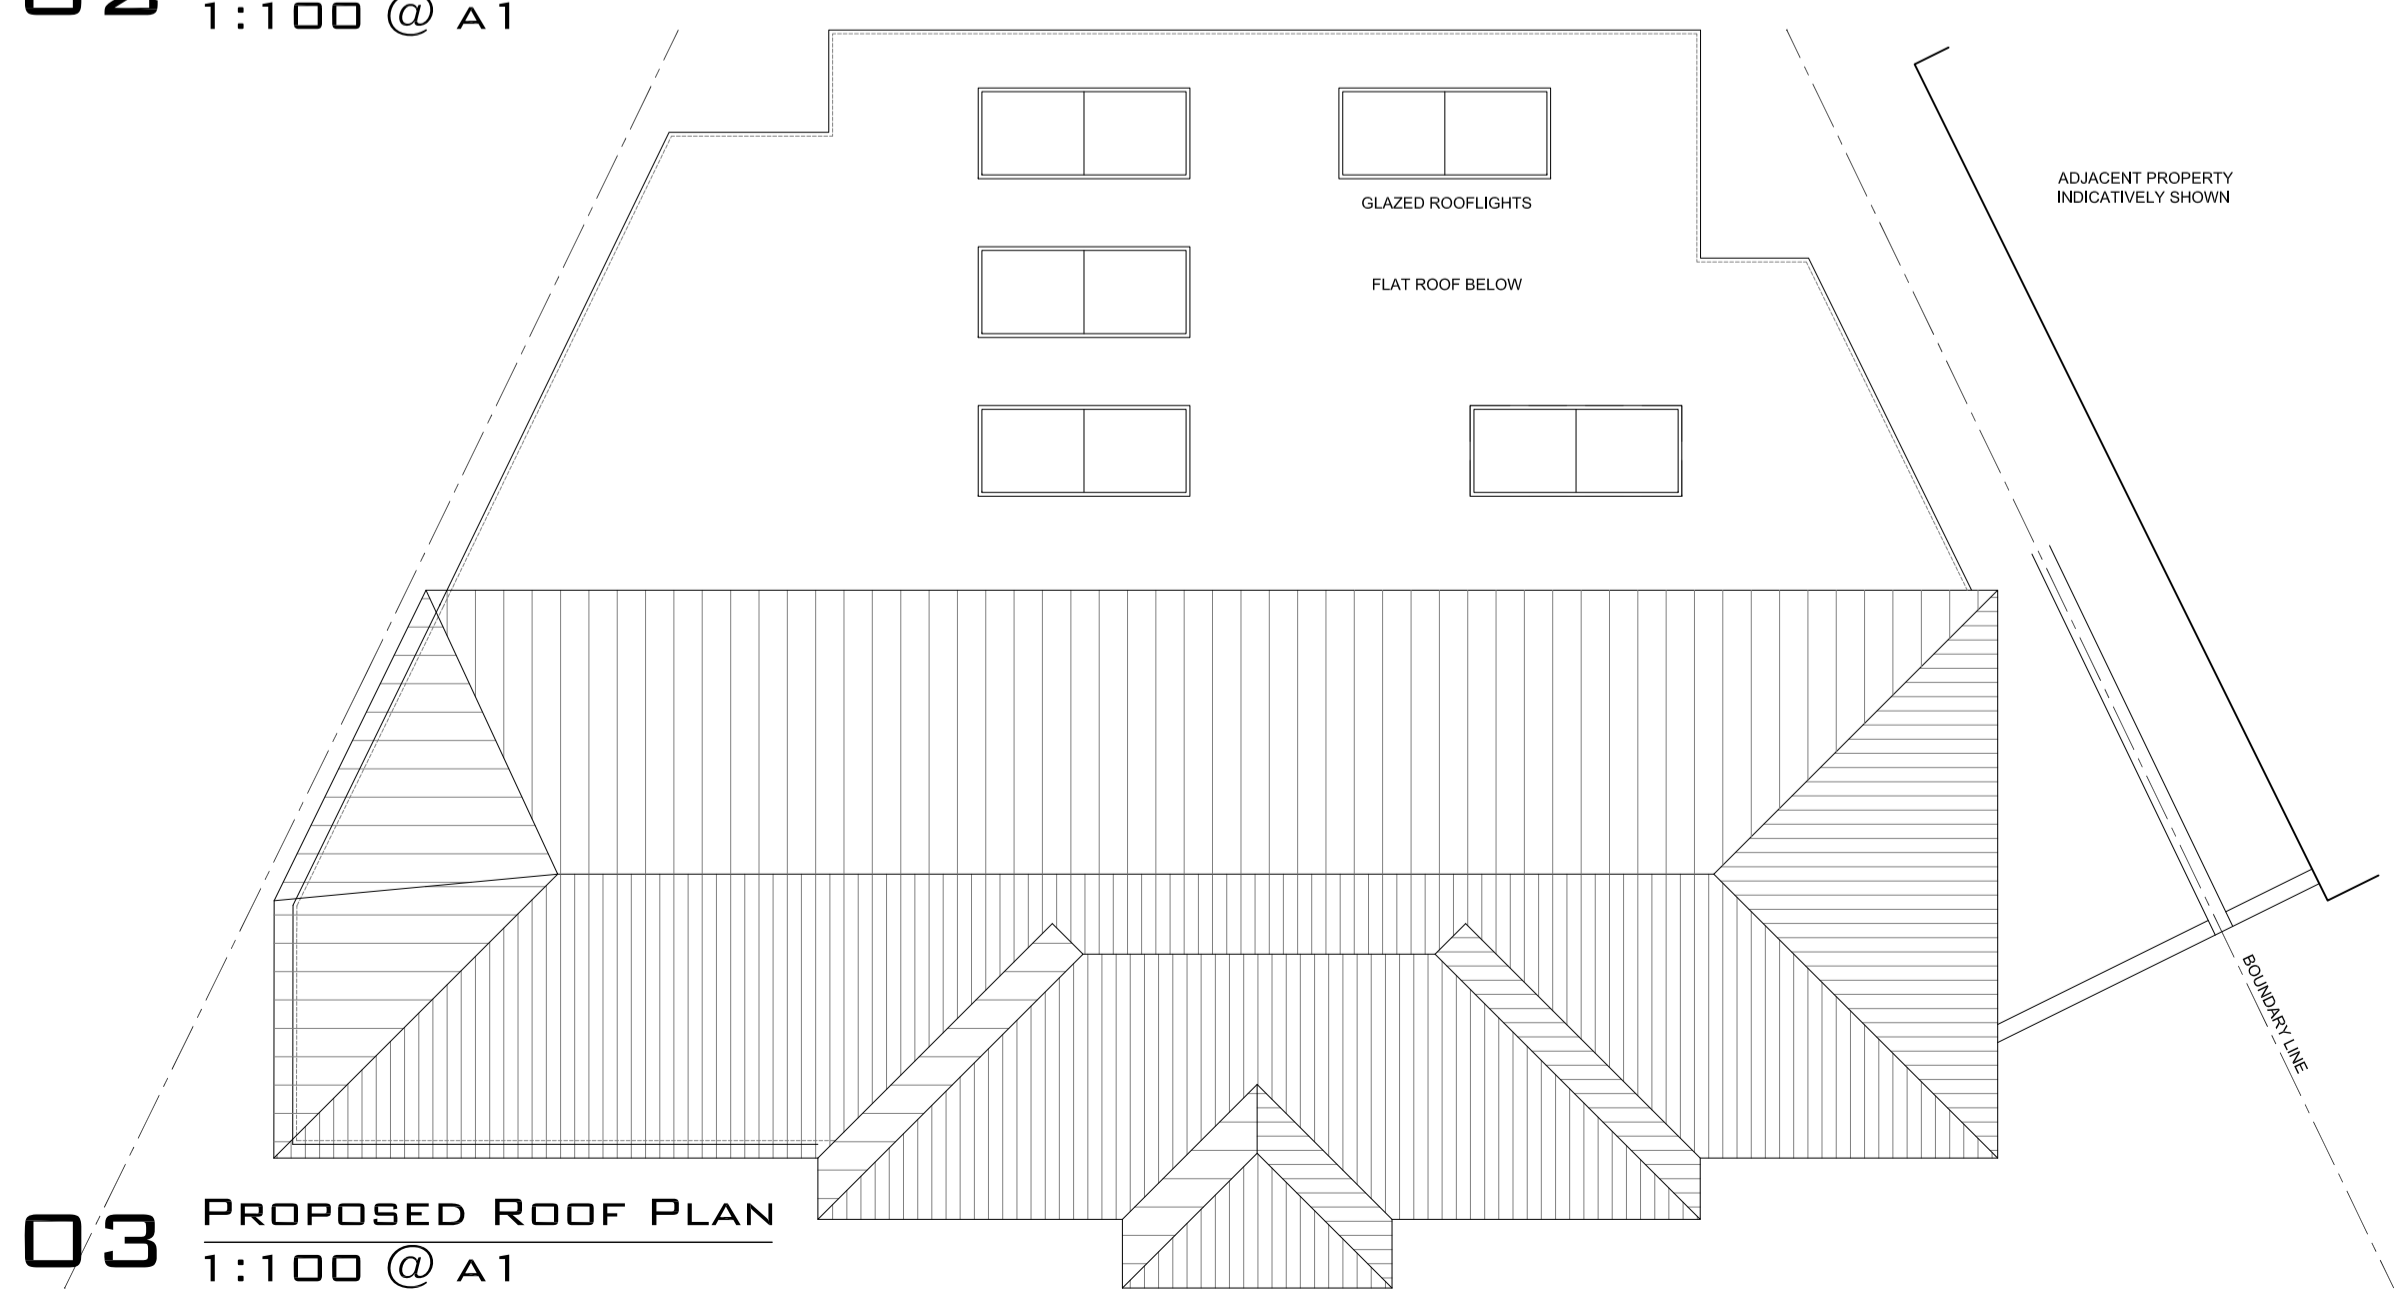 02
1:100 @ A1
ADJACENT PROPERTY
INDICATIVELY SHOWN
GLAZED ROOFLIGHTS
FLAT ROOF BELOW
BOUNDARY LINE
03 PROPOSED ROOF PLAN
1:100 @ A1